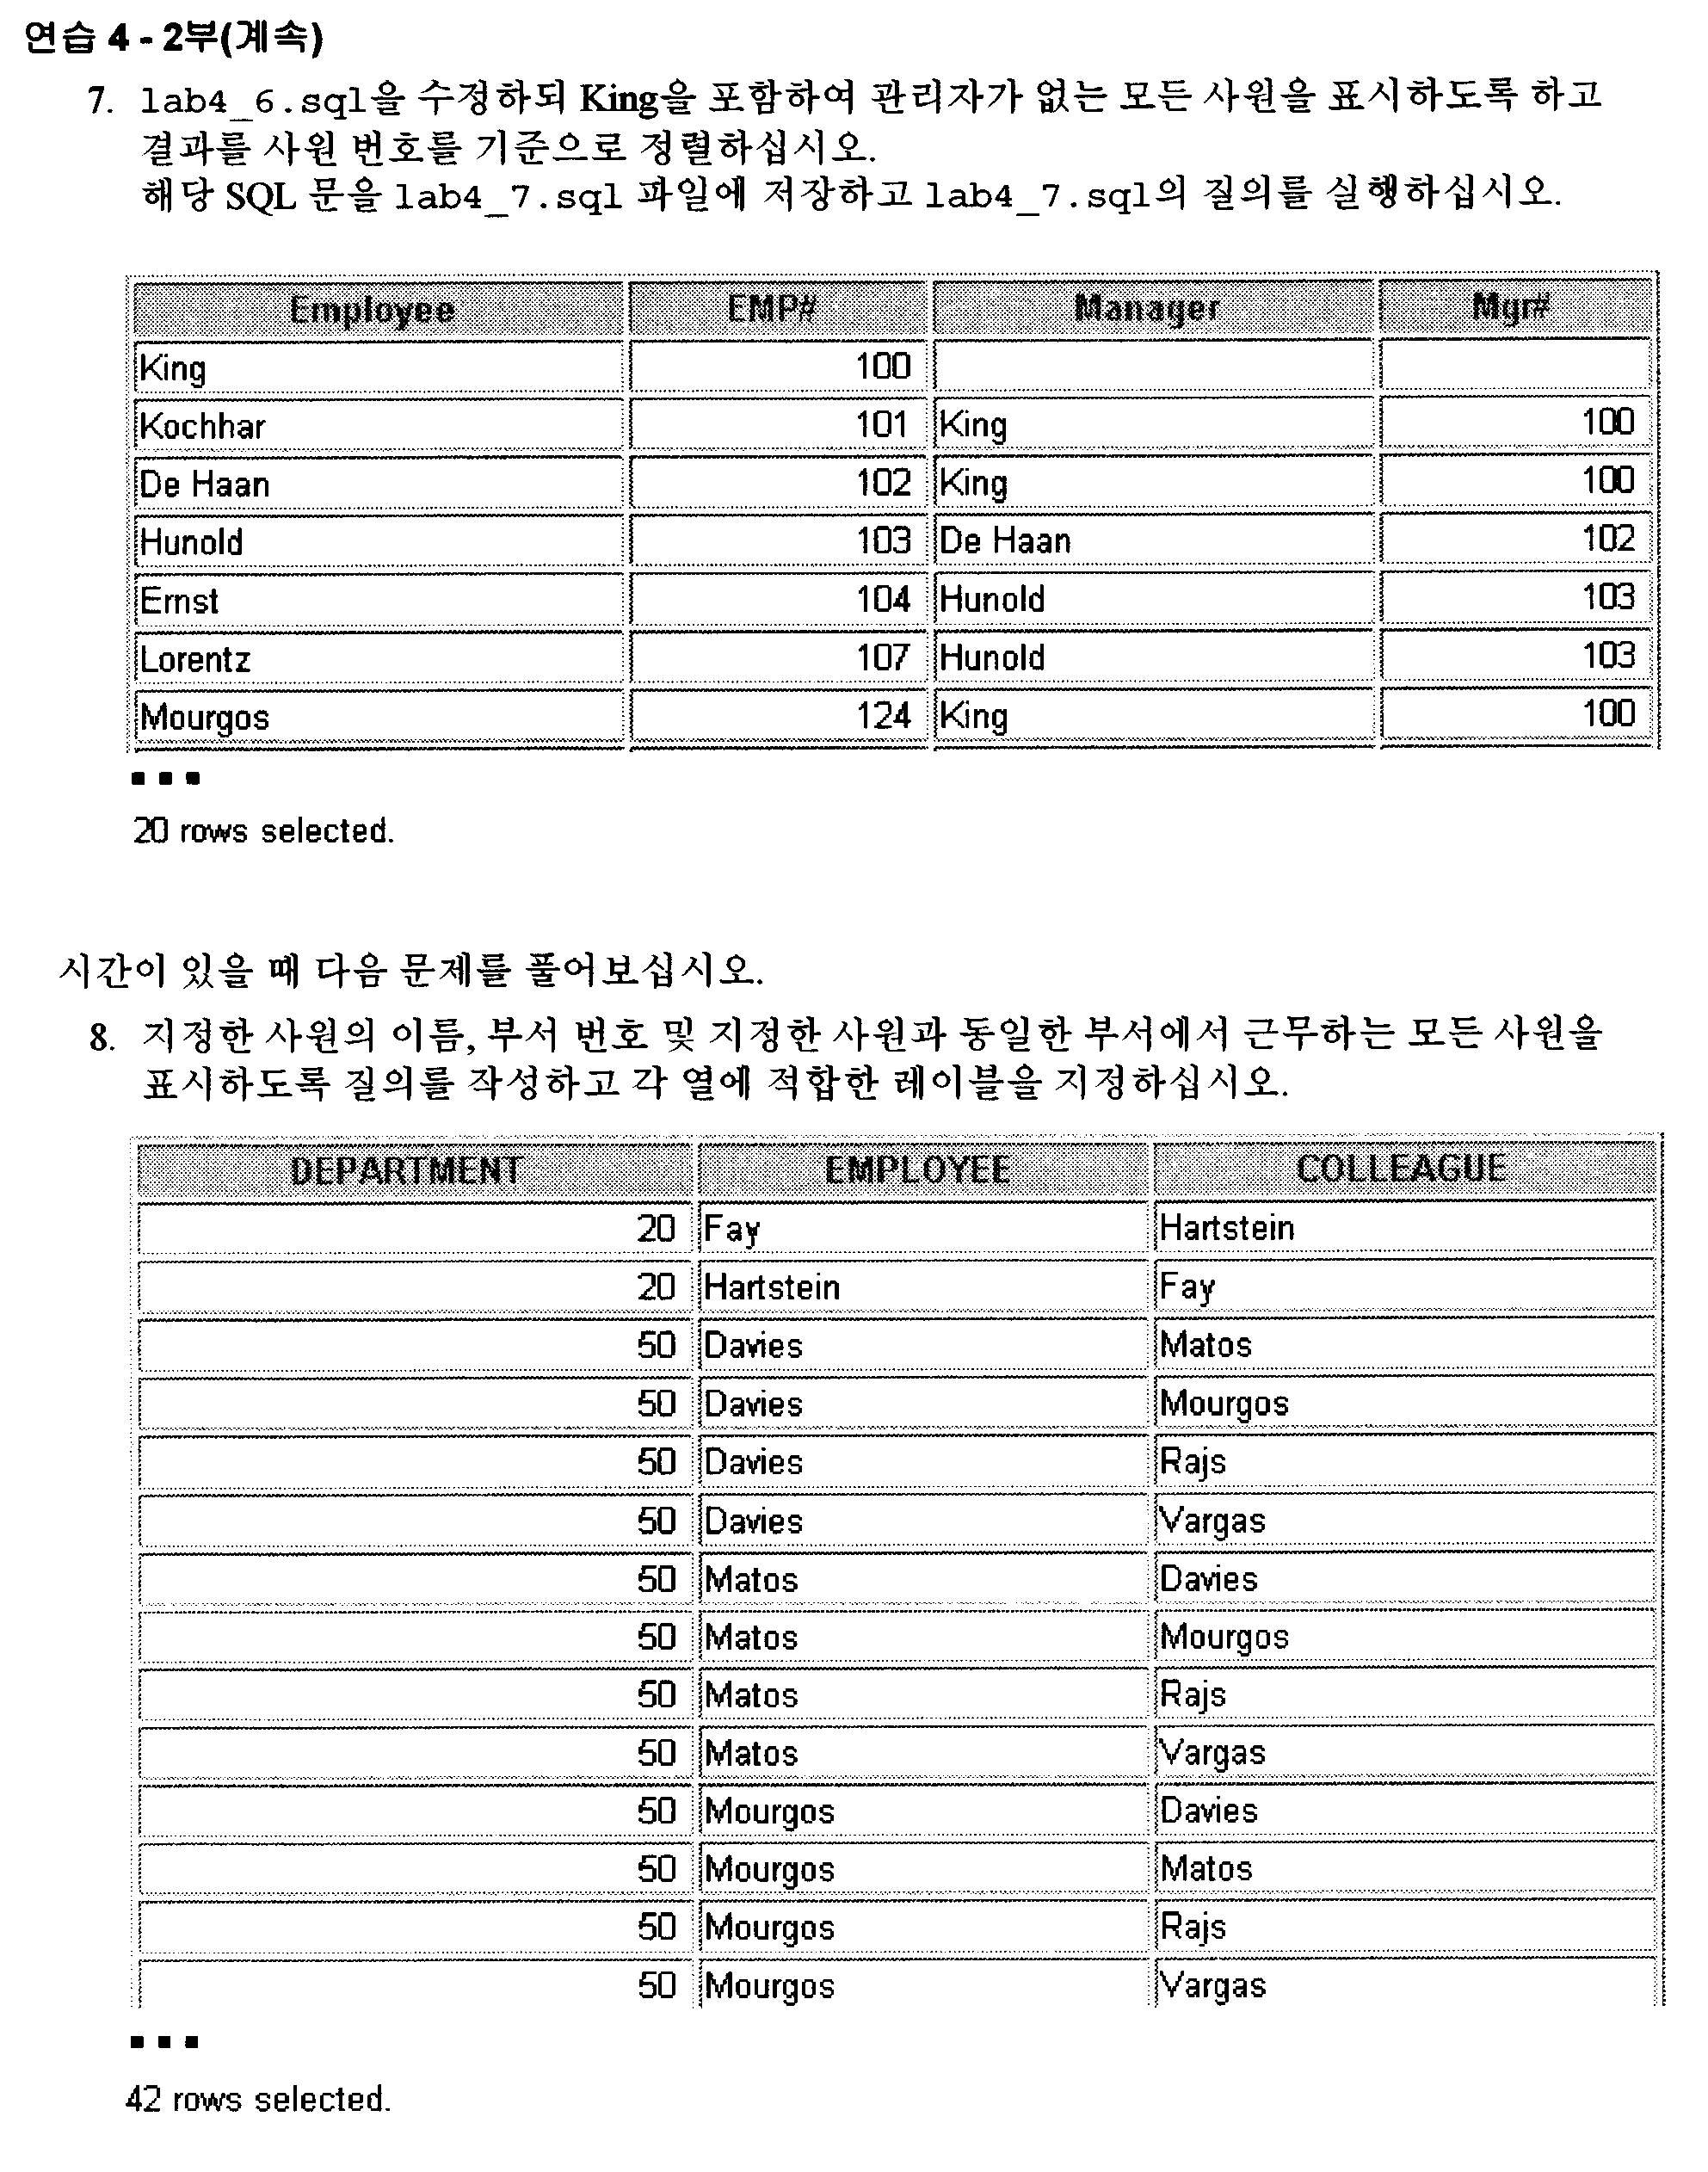 연습 4 - 2부(계속)
7. lab4_6.sql을 수정하되 King을 포함하여 관리자가 없는 모든 사원을 표시하도록 하고
결과를 사원 번호를 기준으로 정렬하십시오.
해당 SQL 문을 lab4_7.sql 파일에 저장하고 lab4_7.sql의 질의를 실행하십시오.
Employee EMP# Manager Mgr#
King 100
Kochhar 101 King 100
De Haan 102 King 100
Hunold 103 De Haan 102
Ernst 104 Hunold 103
Lorentz 107 Hunold 103
Mourgos 124 King 100
...
20 rows selected.
시간이 있을 때 다음 문제를 풀어보십시오.
8. 지정한 사원의 이름, 부서 번호 및 지정한 사원과 동일한 부서에서 근무하는 모든 사원을
표시하도록 질의를 작성하고 각 열에 적합한 레이블을 지정하십시오.
DEPARTMENT EMPLOYEE COLLEAGUE
20 Fay Hartstein
20 Hartstein Fay
50 Davies Matos
50 Davies Mourgos
50 Davies Rajs
50 Davies Vargas
50 Matos Davies
50 Matos Mourgos
50 Matos Rajs
50 Matos Vargas
50 Mourgos Davies
50 Mourgos Matos
50 Mourgos Rajs
50 Mourgos Vargas
...
42 rows selected.